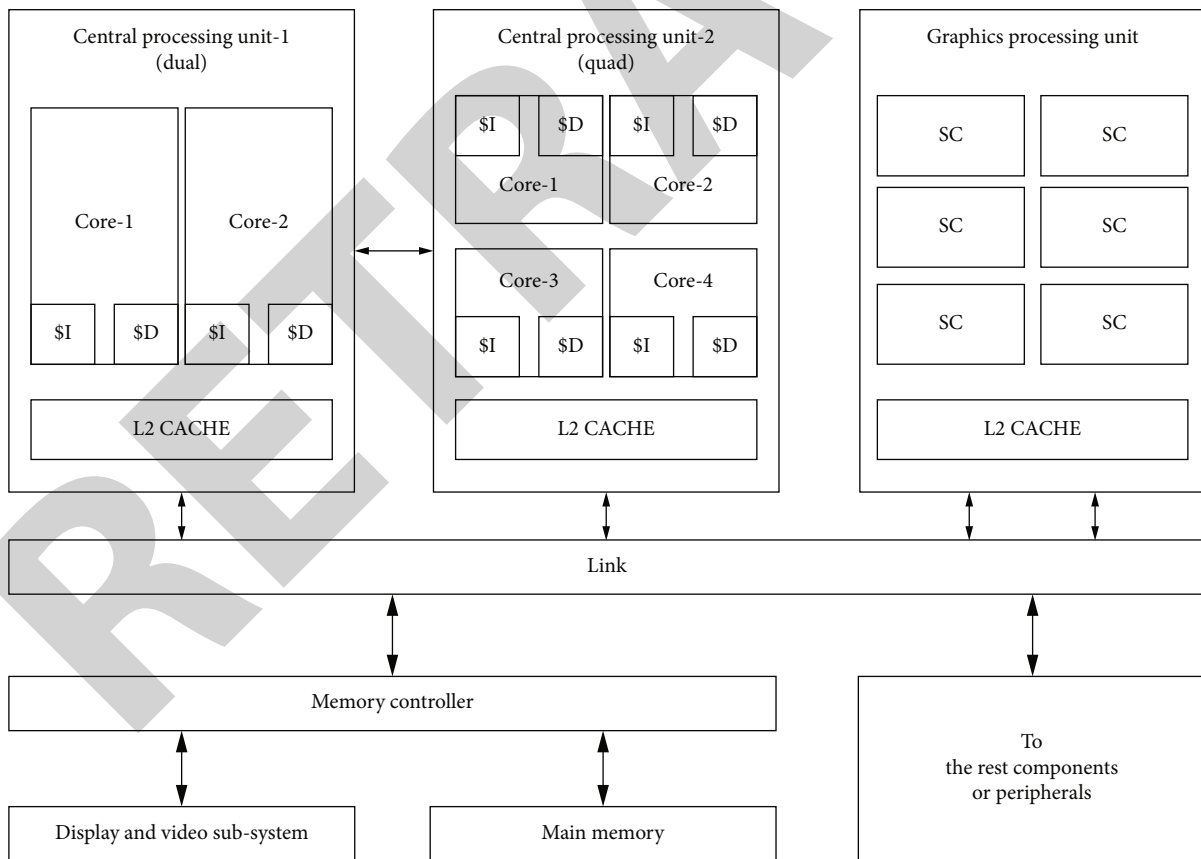 Central processing unit-1
(dual)
Core-1
Core-2
$I
$D
$I
$D
L2 CACHE
Central processing unit-2
(quad)
$I
$D
$I
$D
Core-1
Core-2
Core-3
Core-4
$I
$D
$I
$D
L2 CACHE
Graphics processing unit
SC
SC
SC
SC
SC
SC
L2 CACHE
Link
Memory controller
Display and video sub-system
Main memory
To
the rest components
or peripherals
RETRA